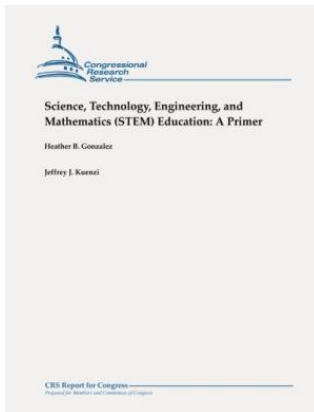 Congressional
Research
Service
Science, Technology, Engineering, and
Mathematics (STEM) Education: A Primer
Heather B. Gonzalez
Jeffrey J. Kuenzi
CRS Report for Congress
Prepared for Members and Committees of Congress